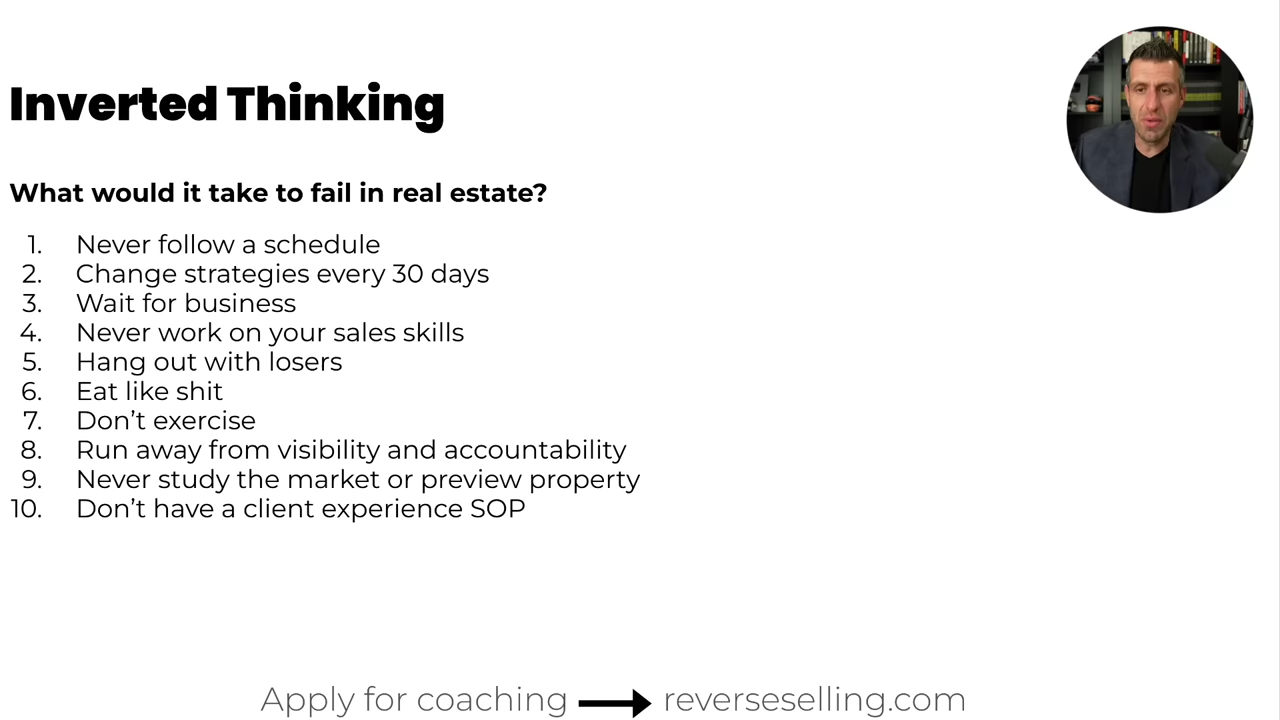 Inverted Thinking
What would it take to fail in real estate?
1. Never follow a schedule
2. Change strategies every 30 days
3. Wait for business
4. Never work on your sales skills
5. Hang out with losers
6. Eat like shit
7. Don’t exercise
8. Run away from visibility and accountability
9. Never study the market or preview property
10. Don’t have a client experience SOP
Apply for coaching reverseselling.com